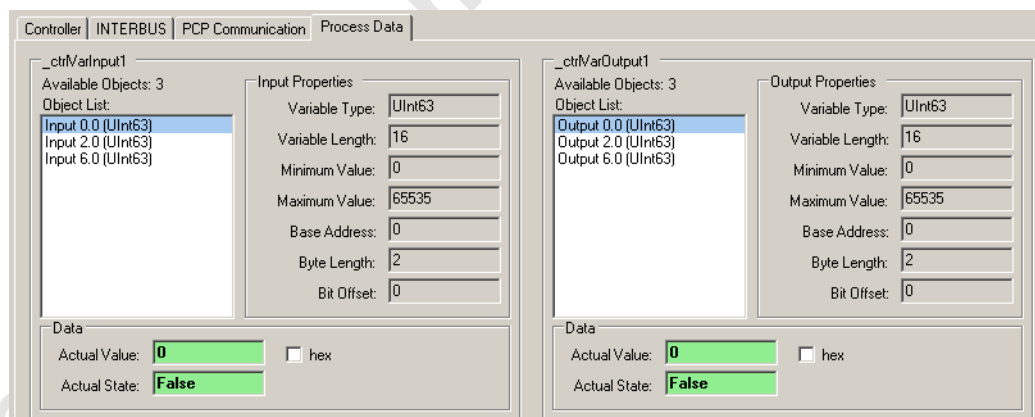 Controller INTERBUS PCP Communication Process Data
_ctrlVarInput1
Available Objects: 3
Object List:
Input 0.0 (UInt63)
Input 2.0 (UInt63)
Input 6.0 (UInt63)
Input Properties
Variable Type: UInt63
Variable Length: 16
Minimum Value: 0
Maximum Value: 65535
Base Address: 0
Byte Length: 2
Bit Offset: 0
Data
Actual Value: 0 hex
Actual State: False
_ctrlVarOutput1
Available Objects: 3
Object List:
Output 0.0 (UInt63)
Output 2.0 (UInt63)
Output 6.0 (UInt63)
Output Properties
Variable Type: UInt63
Variable Length: 16
Minimum Value: 0
Maximum Value: 65535
Base Address: 0
Byte Length: 2
Bit Offset: 0
Data
Actual Value: 0 hex
Actual State: False